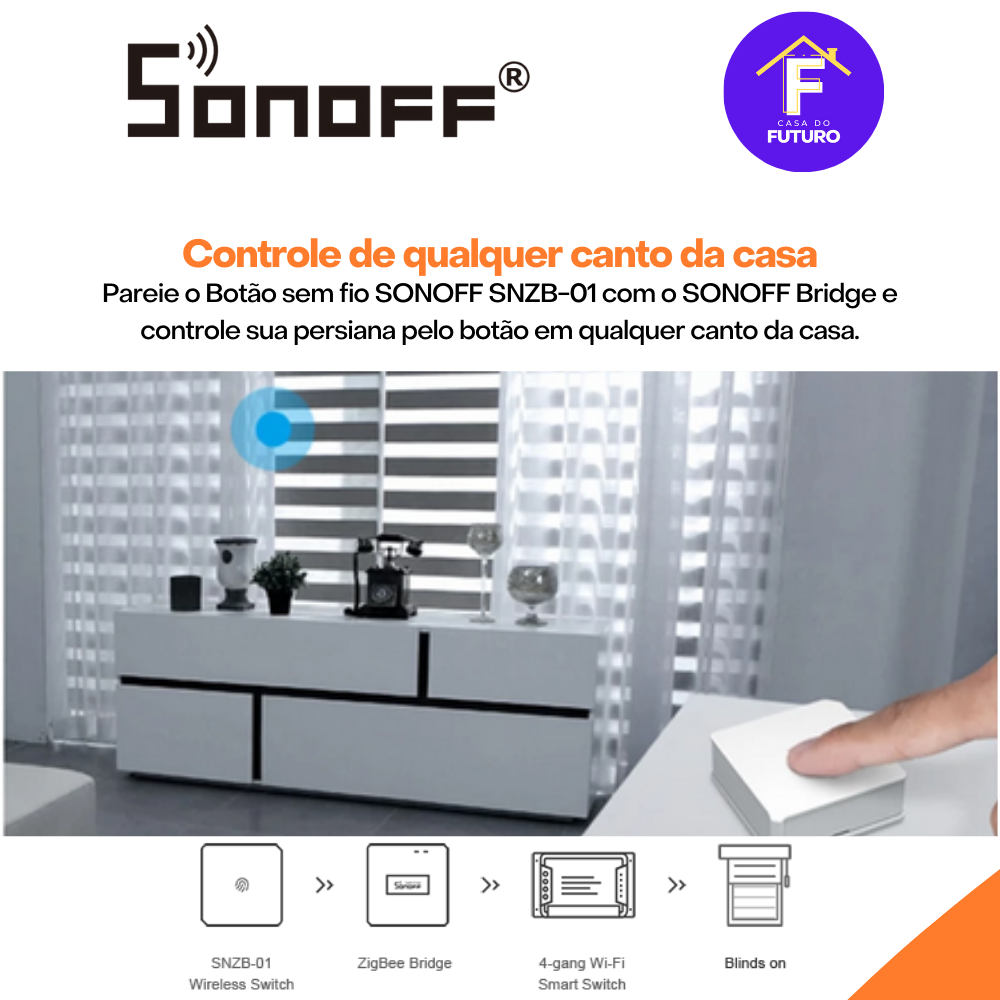 SONOFF®
F
CASA DO
FUTURO
Controle de qualquer canto da casa
Pareie o Botão sem fio SONOFF SNZB-01 com o SONOFF Bridge e
controle sua persiana pelo botão em qualquer canto da casa.
SONOFF
SNZB-01
Wireless Switch
ZigBee Bridge
4-gang Wi-Fi
Smart Switch
Blinds on